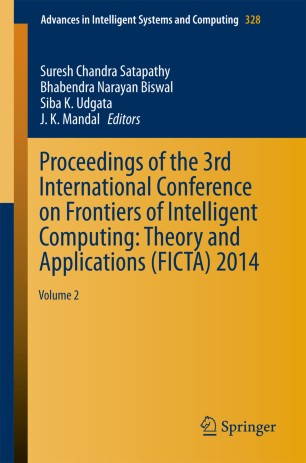 Advances in Intelligent Systems and Computing 328
Suresh Chandra Satapathy
Bhabendra Narayan Biswal
Siba K. Udgata
J. K. Mandal Editors
Proceedings of the 3rd
International Conference
on Frontiers of Intelligent
Computing: Theory and
Applications (FICTA) 2014
Volume 2
Springer